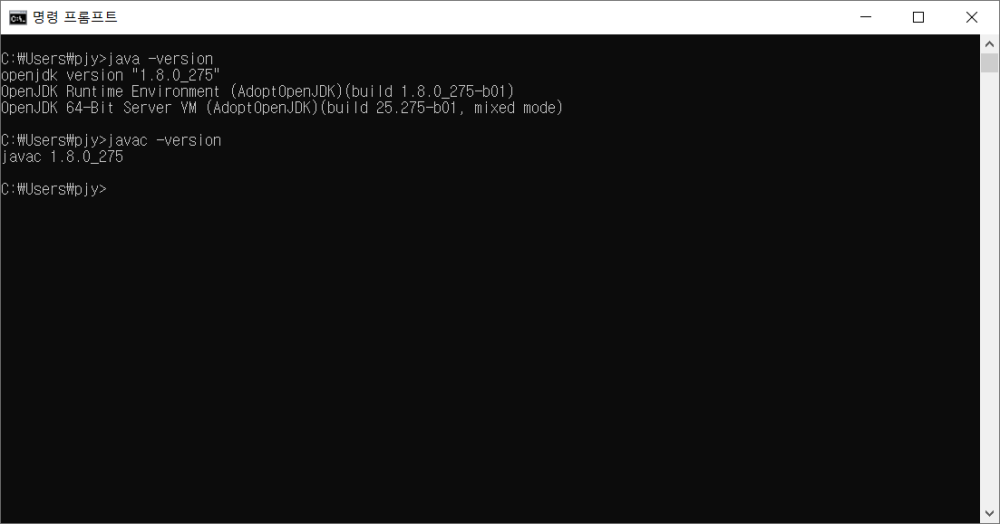 명령 프롬프트
C:₩Users₩pjy>java -version
openjdk version "1.8.0_275"
OpenJDK Runtime Environment (AdoptOpenJDK)(build 1.8.0_275-b01)
OpenJDK 64-Bit Server VM (AdoptOpenJDK)(build 25.275-b01, mixed mode)
C:₩Users₩pjy>javac -version
javac 1.8.0_275
C:₩Users₩pjy>